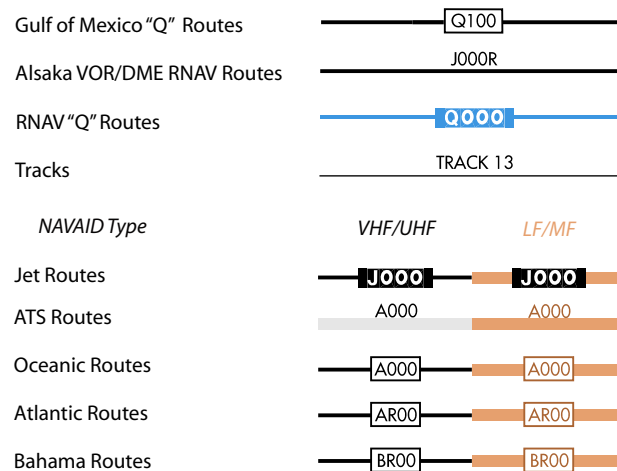 Gulf of Mexico “Q” Routes Q100
Alsaka VOR/DME RNAV Routes J000R
RNAV “Q” Routes Q000
Tracks TRACK 13
NAVAID Type VHF/UHF LF/MF
Jet Routes J000 J000
ATS Routes A000 A000
Oceanic Routes A000 A000
Atlantic Routes AR00 AR00
Bahama Routes BR00 BR00